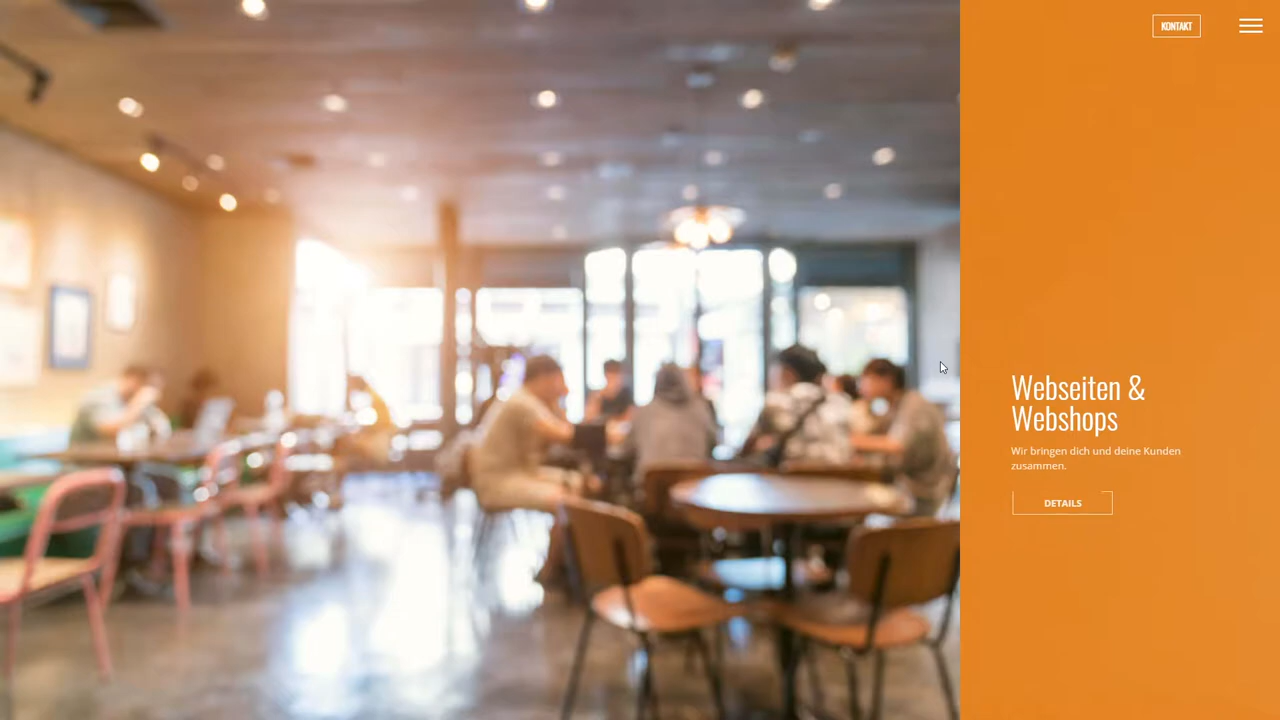 KONTAKT
Webseiten &
Webshops
Wir bringen dich und deine Kunden
zusammen.
DETAILS